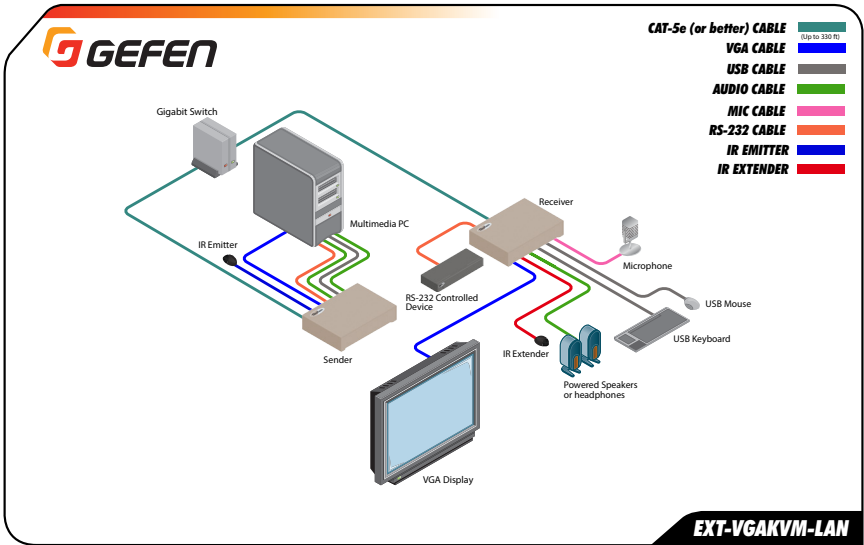 GEFEN
CAT-5e (or better) CABLE
(Up to 330 ft)
VGA CABLE
USB CABLE
AUDIO CABLE
MIC CABLE
RS-232 CABLE
IR EMITTER
IR EXTENDER
Gigabit Switch
Multimedia PC
IR Emitter
Sender
Receiver
RS-232 Controlled
Device
Microphone
USB Mouse
USB Keyboard
IR Extender
Powered Speakers
or headphones
VGA Display
EXT-VGAKVM-LAN